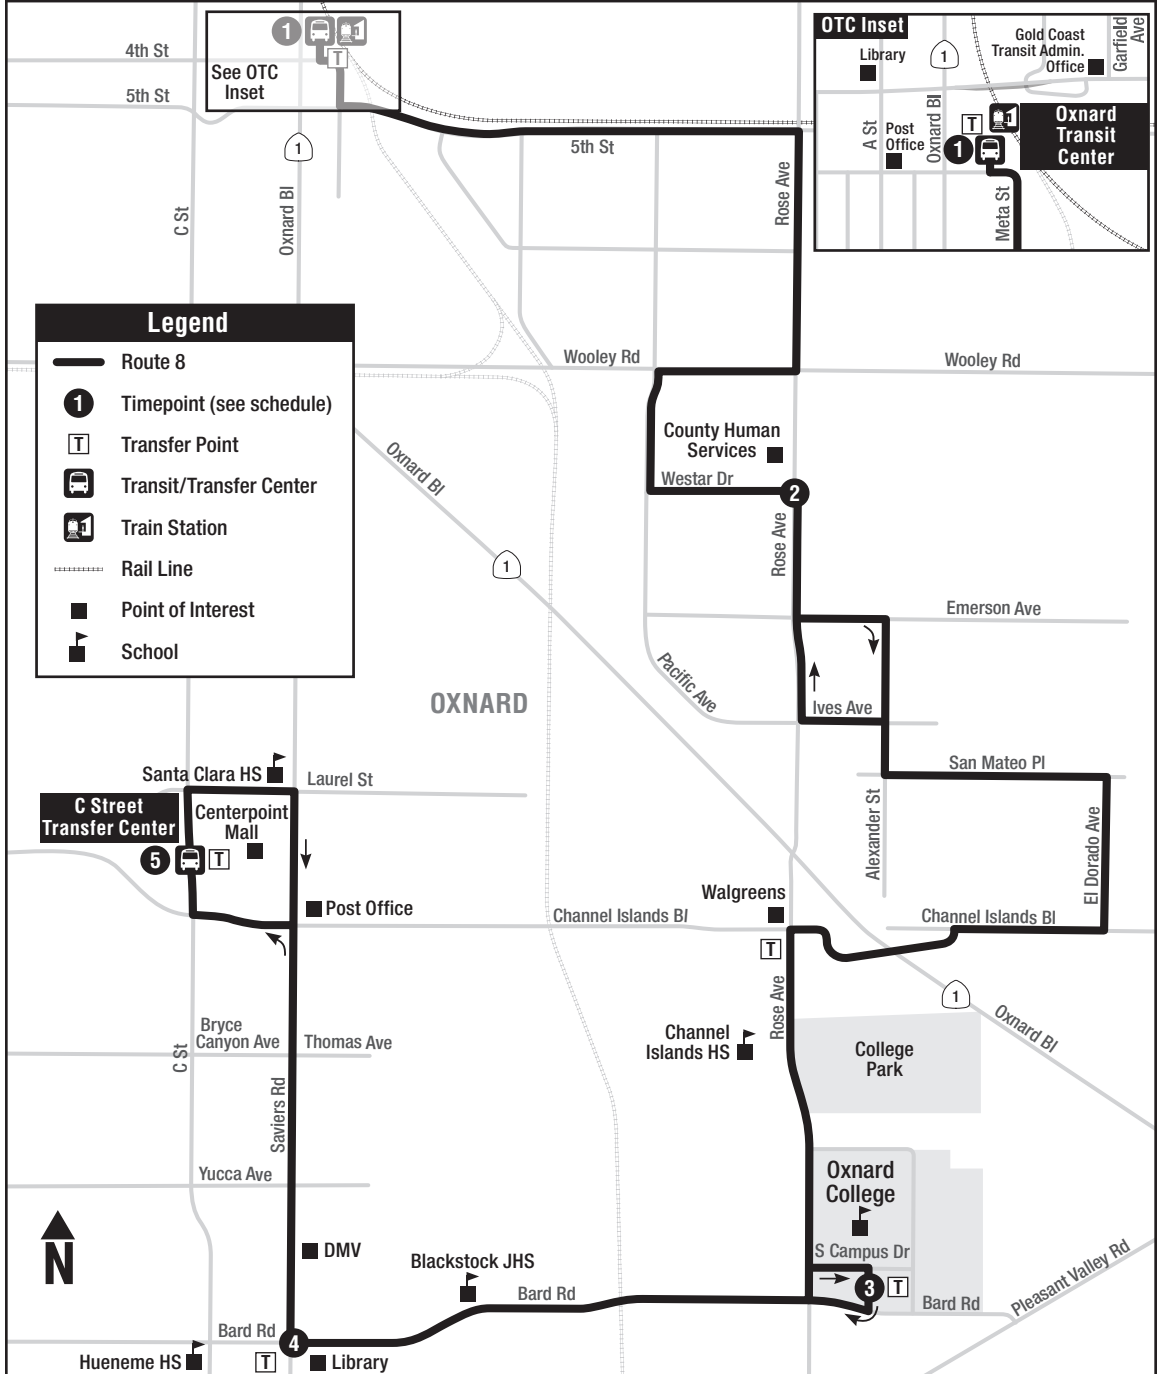 1
T
See OTC
Inset
4th St
5th St
1
C St
Oxnard Bl
5th St
Rose Ave
OTC Inset
Library
1
Gold Coast
Transit Admin.
Office
Garfield
Ave
A St
Post
Office
Oxnard Bl
T
1
Oxnard
Transit
Center
Meta St
Legend
Route 8
1 Timepoint (see schedule)
T Transfer Point
Transit/Transfer Center
Train Station
Rail Line
Point of Interest
School
Wooley Rd
Wooley Rd
County Human
Services
Westar Dr
2
Oxnard Bl
1
Rose Ave
Emerson Ave
Pacific Ave
Ives Ave
OXNARD
San Mateo Pl
Alexander St
El Dorado Ave
Santa Clara HS
Laurel St
C Street
Transfer Center
Centerpoint
Mall
5
T
Post Office
Channel Islands Bl
Walgreens
T
Channel Islands Bl
Rose Ave
1
Oxnard Bl
Channel
Islands HS
College
Park
C St
Bryce
Canyon Ave
Thomas Ave
Saviers Rd
Yucca Ave
N
DMV
Blackstock JHS
Bard Rd
Oxnard
College
S Campus Dr
3
T
Bard Rd
Pleasant Valley Rd
Bard Rd
4
Hueneme HS
T
Library